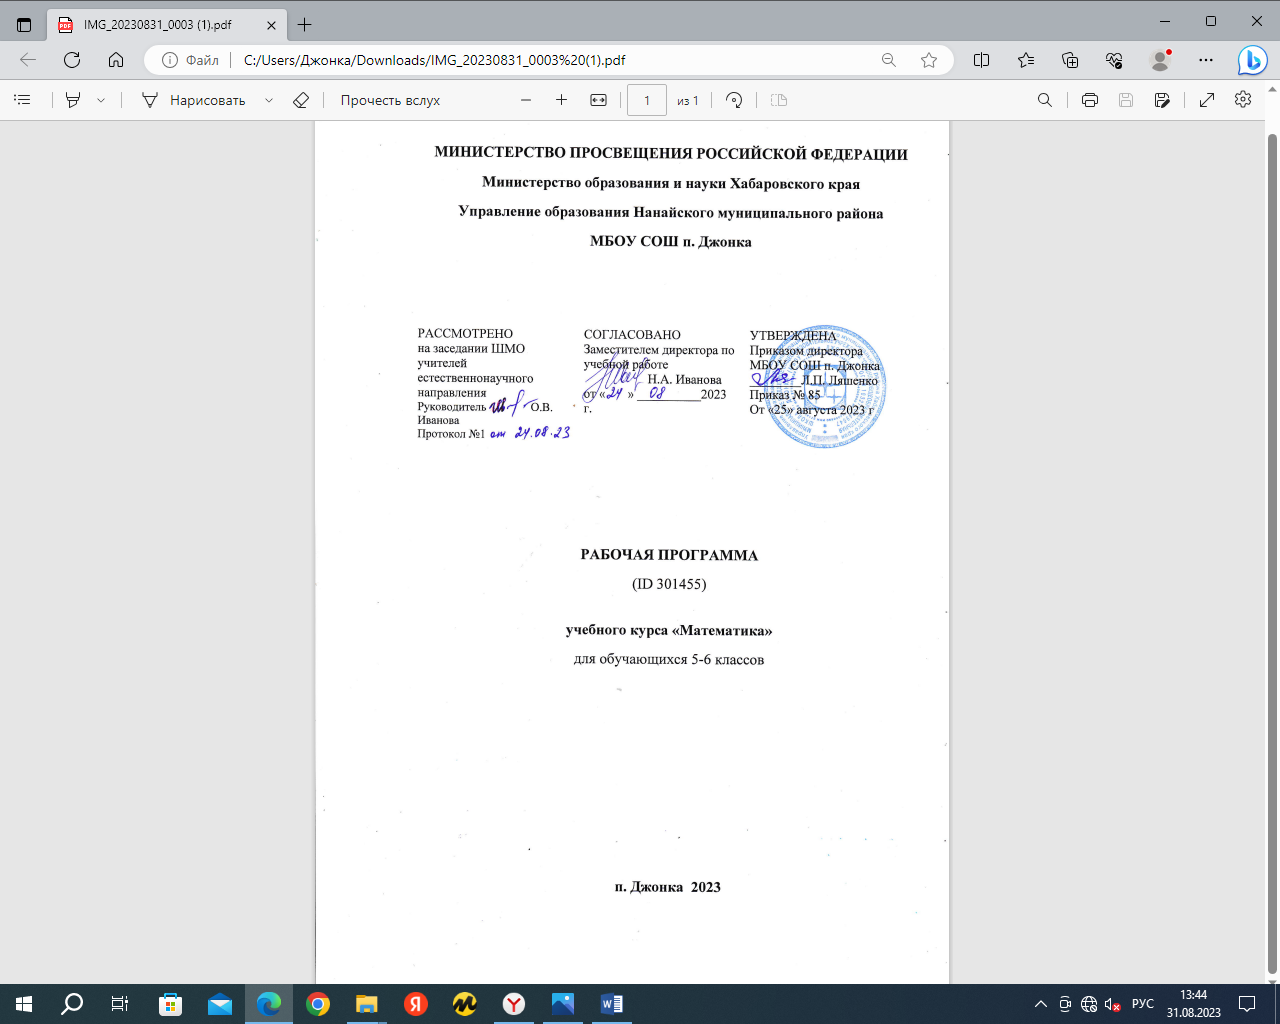 IMG_20230831_0003 (1).pdf
Файл
C:/Users/Джонка/Downloads/IMG_20230831_0003%20(1).pdf
Нарисовать
Прочесть вслух
1
из 1
МИНИСТЕРСТВО ПРОСВЕЩЕНИЯ РОССИЙСКОЙ ФЕДЕРАЦИИ
Министерство образования и науки Хабаровского края
Управление образования Нанайского муниципального района
МБОУ СОШ п. Джонка
РАССМОТРЕНО
на заседании ШМО
учителей
естественнонаучного
направления
Руководитель О.В.
Иванова
Протокол №1 от 24.08.23
СОГЛАСОВАНО
Заместителем директора по
учебной работе
Н.А. Иванова
от «24» 08 2023
г.
УТВЕРЖДЕНА
Приказом директора
МБОУ СОШ п. Джонка
Л.П. Ляшенко
Приказ № 85
От «25» августа 2023 г
РАБОЧАЯ ПРОГРАММА
(ID 301455)
учебного курса «Математика»
для обучающихся 5-6 классов
п. Джонка 2023
РУС
13:44
31.08.2023